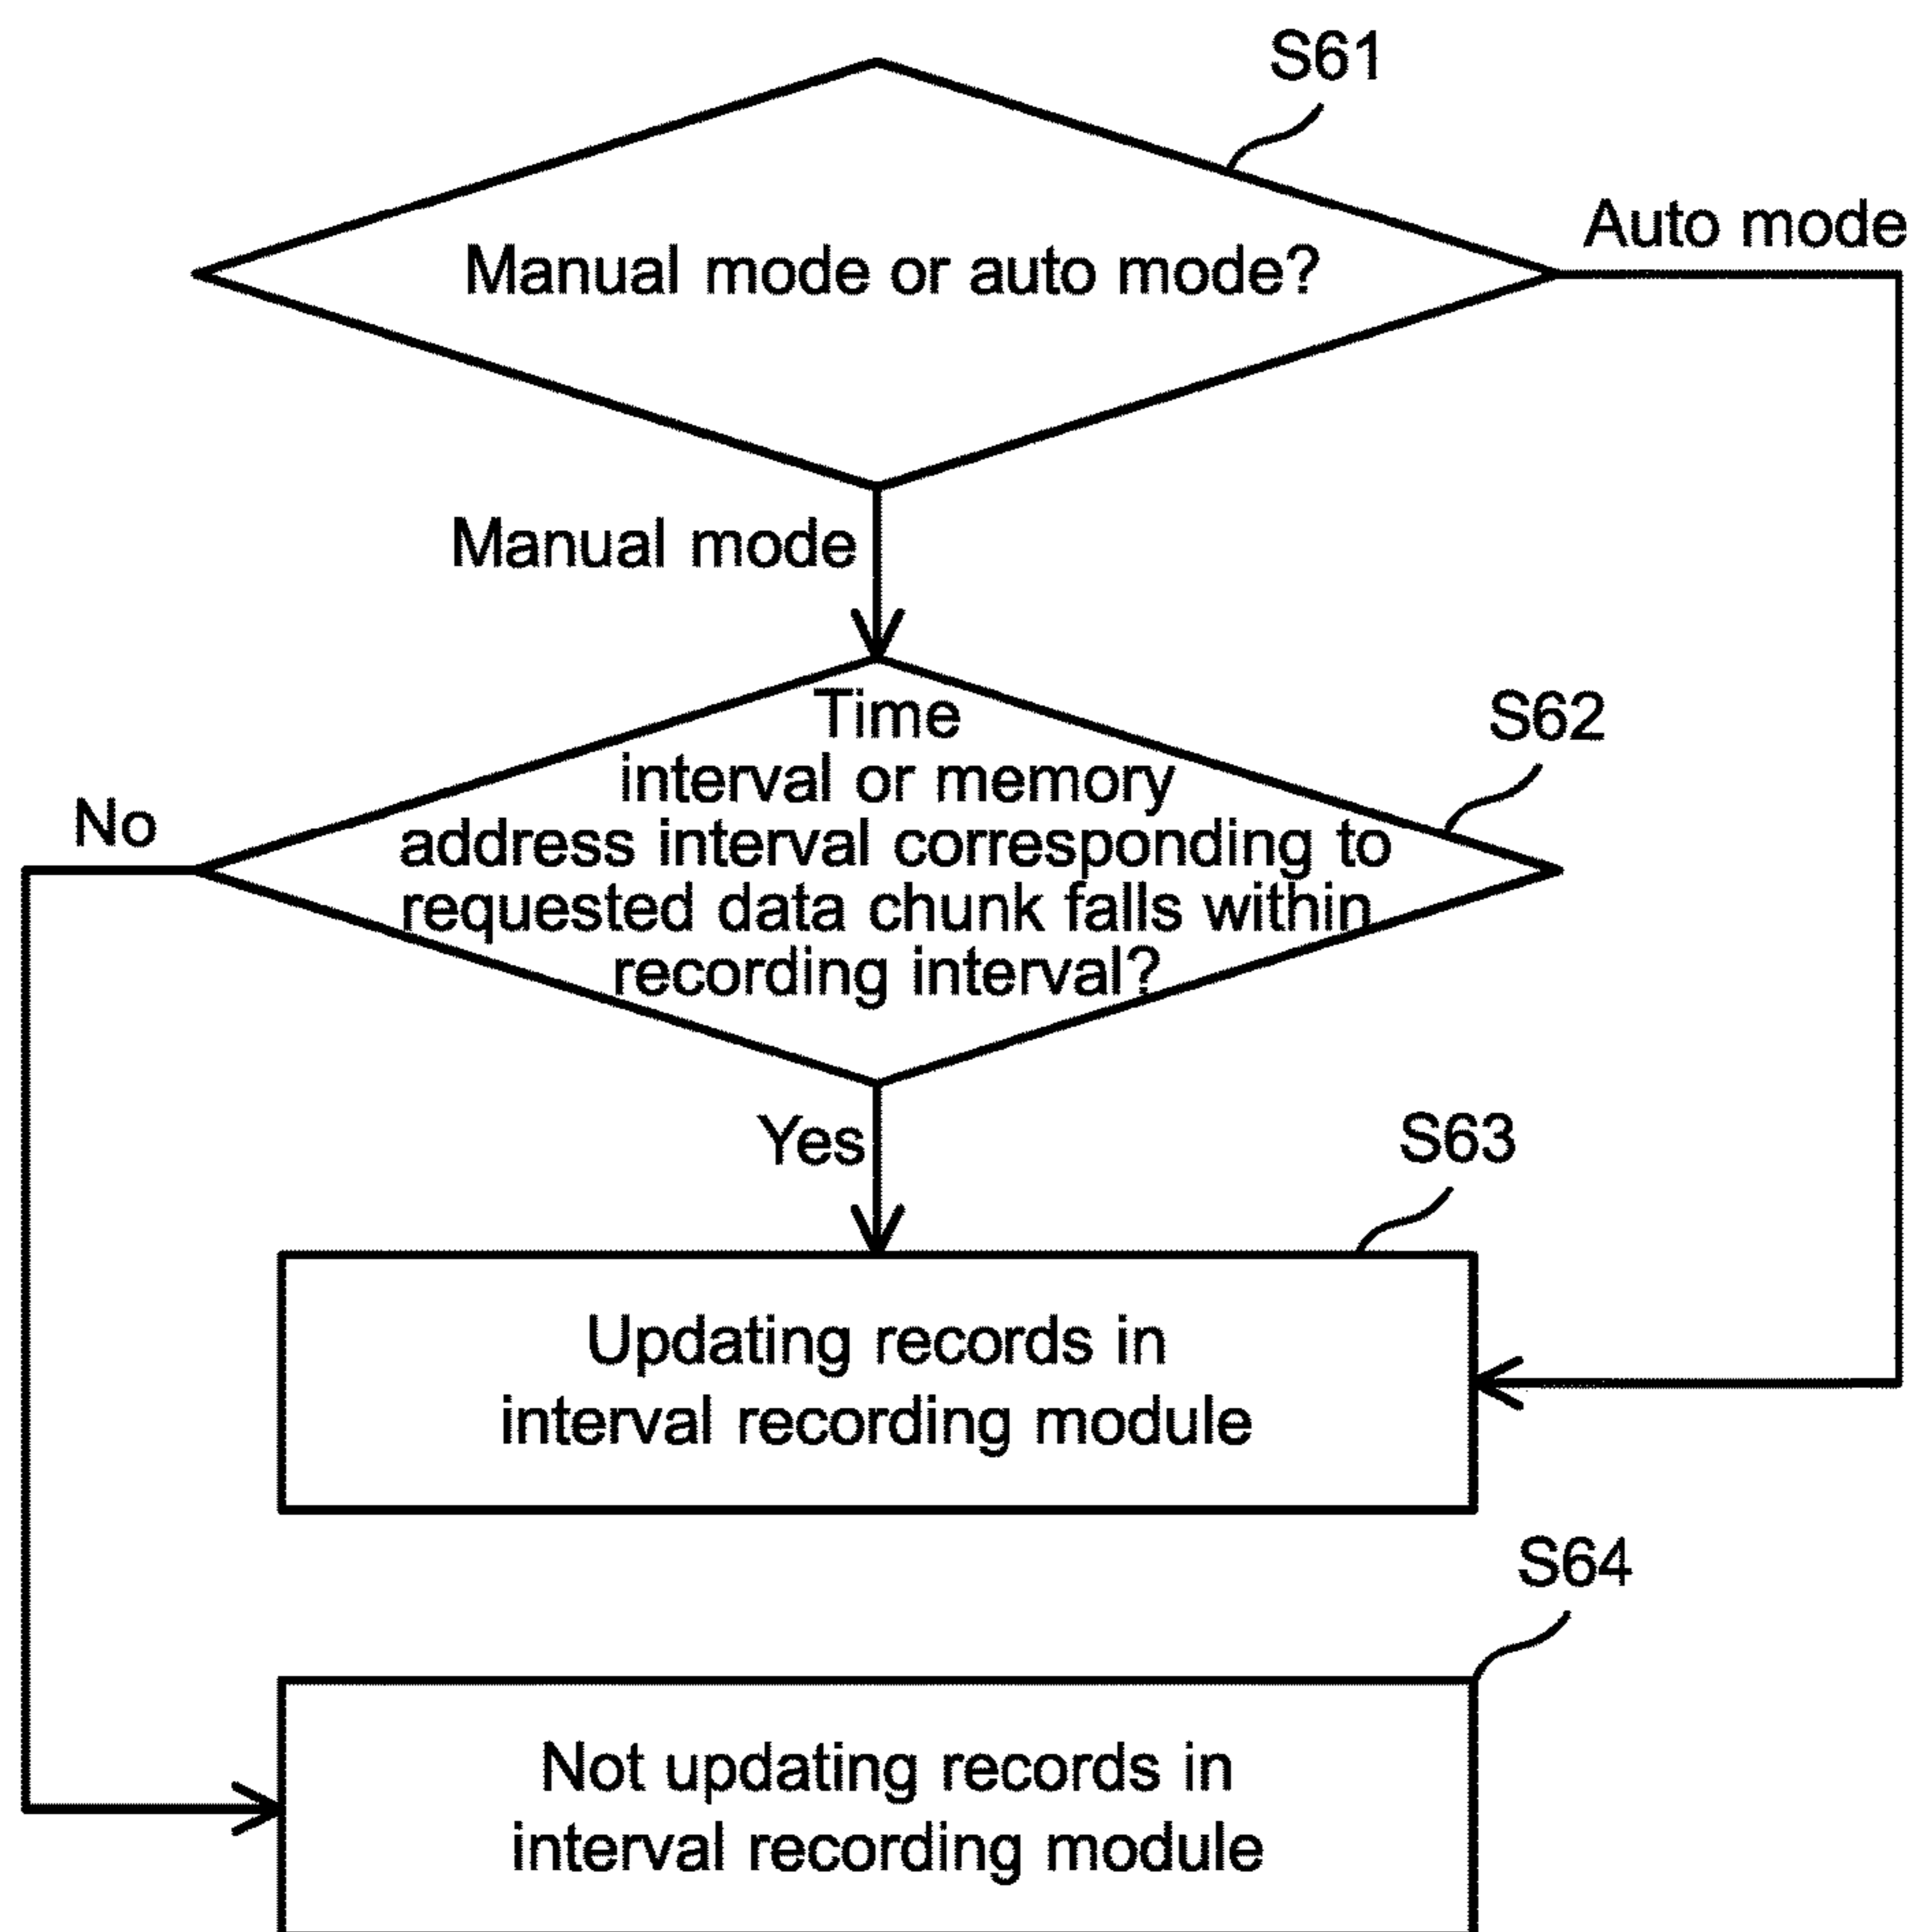 S61
Auto mode
Manual mode or auto mode?
Manual mode
Time
interval or memory
address interval corresponding to
requested data chunk falls within
recording interval?
S62
No
Yes
S63
Updating records in
interval recording module
S64
Not updating records in
interval recording module